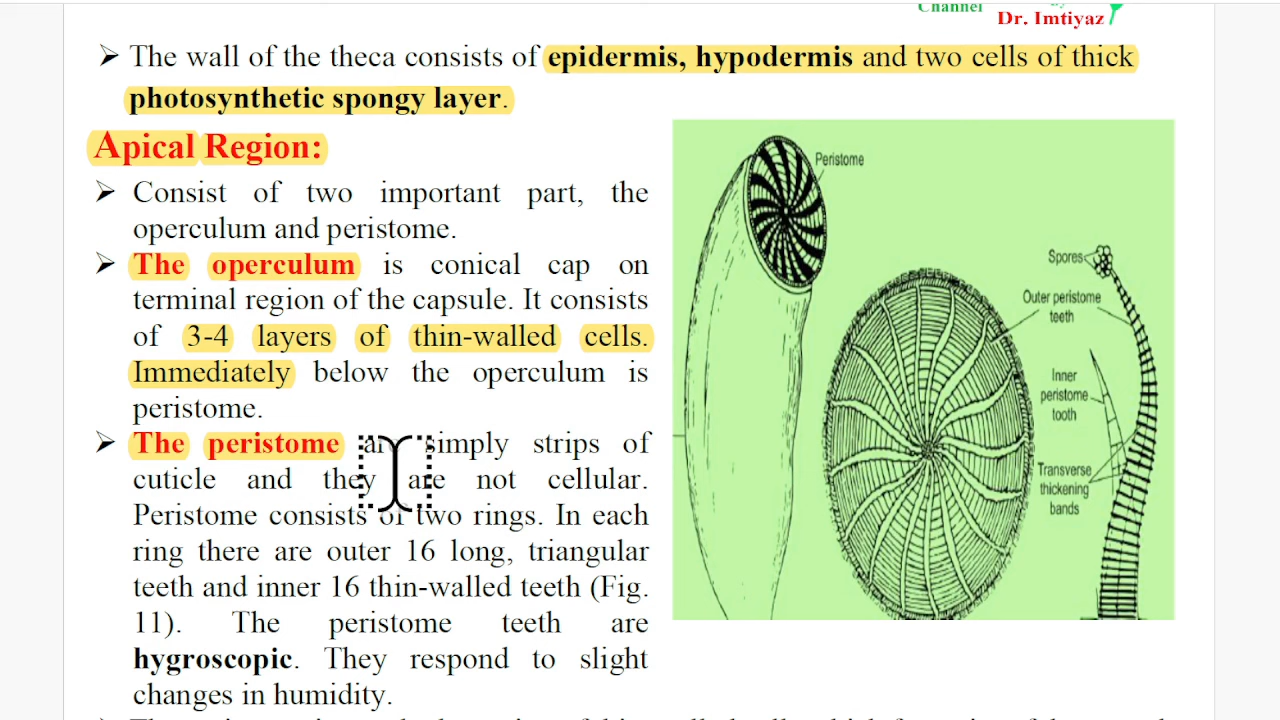 Channel
Dr. Imtiyaz
➢ The wall of the theca consists of epidermis, hypodermis and two cells of thick
photosynthetic spongy layer.
Apical Region:
➢ Consist of two important part, the
operculum and peristome.
➢ The operculum is conical cap on
terminal region of the capsule. It consists
of 3-4 layers of thin-walled cells.
Immediately below the operculum is
peristome.
➢ The peristome are simply strips of
cuticle and they are not cellular.
Peristome consists of two rings. In each
ring there are outer 16 long, triangular
teeth and inner 16 thin-walled teeth (Fig.
11). The peristome teeth are
hygroscopic. They respond to slight
changes in humidity.
Peristome
Spores
Outer peristome
teeth
Inner
peristome
tooth
Transverse
thickening
bands